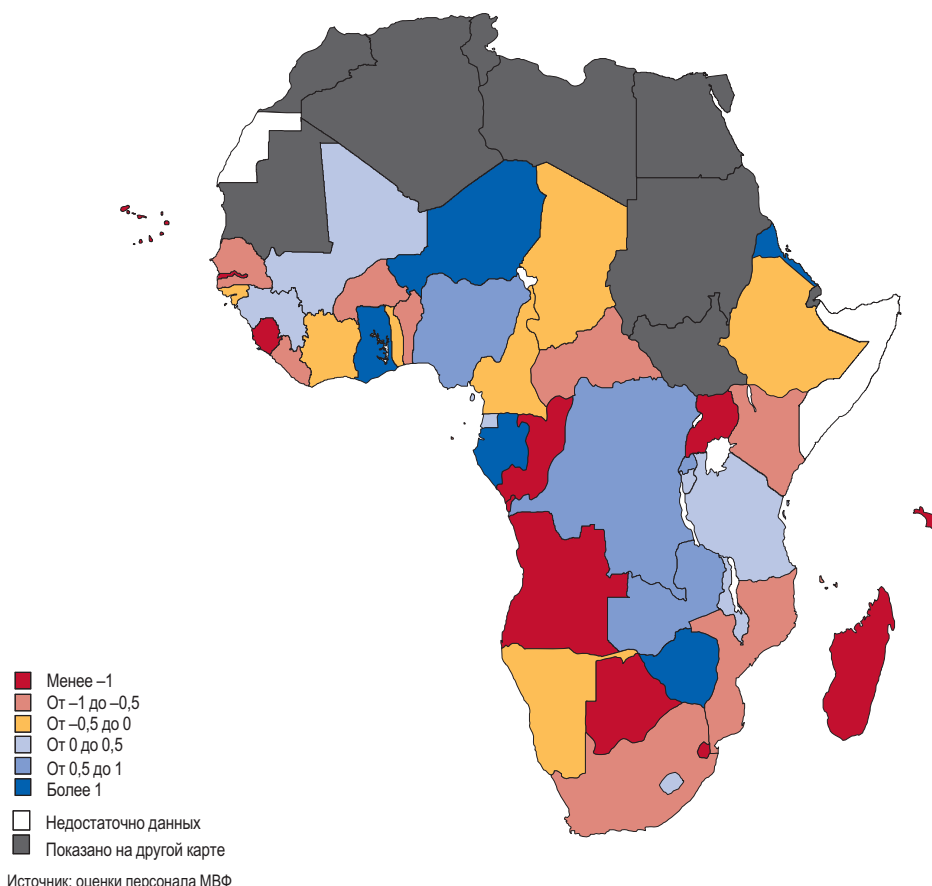 Менее –1
От –1 до –0,5
От –0,5 до 0
От 0 до 0,5
От 0,5 до 1
Более 1
Недостаточно данных
Показано на другой карте
Источник: оценки персонала МВФ